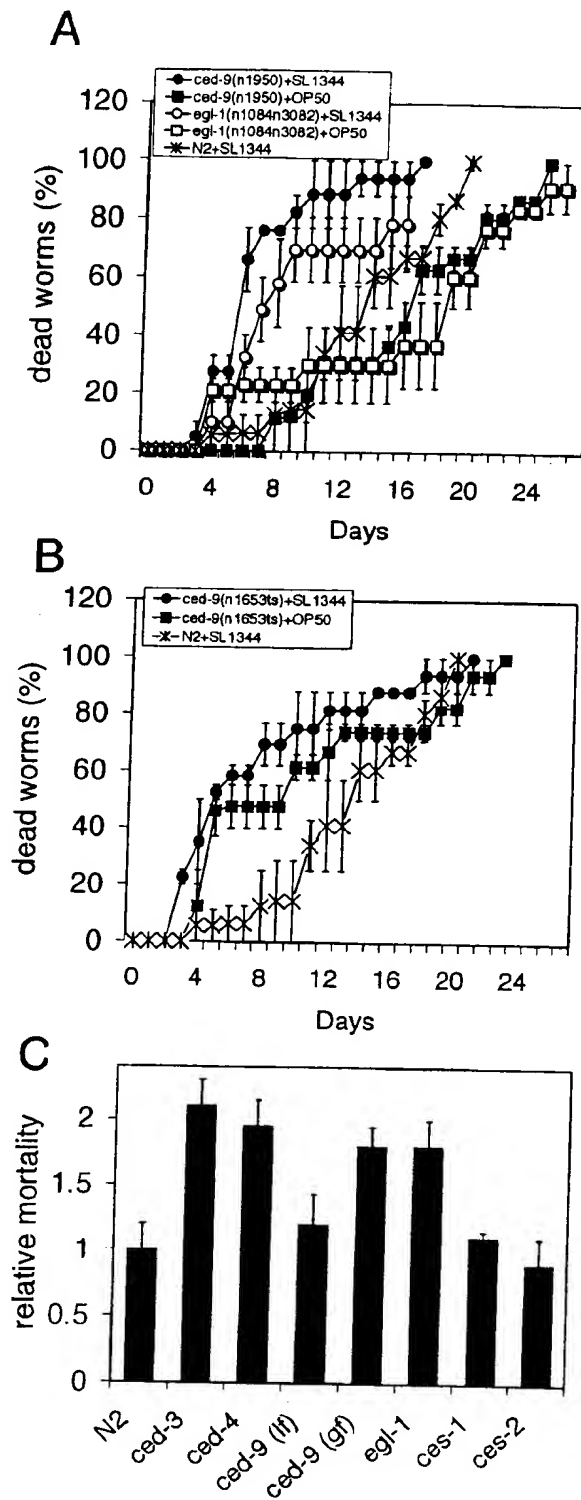 A
ced-9(n1950)+SL1344
ced-9(n1950)+OP50
egl-1(n1084n3082)+SL1344
egl-1(n1084n3082)+OP50
N2+SL1344
120
100
80
60
40
20
0
dead worms (%)
0 4 8 12 16 20 24
Days
B
ced-9(n1653ts)+SL1344
ced-9(n1653ts)+OP50
N2+SL1344
120
100
80
60
40
20
0
dead worms (%)
0 4 8 12 16 20 24
Days
C
2
1.5
1
0.5
0
relative mortality
N2
ced-3
ced-4
ced-9 (lf)
ced-9 (gf)
egl-1
ces-1
ces-2